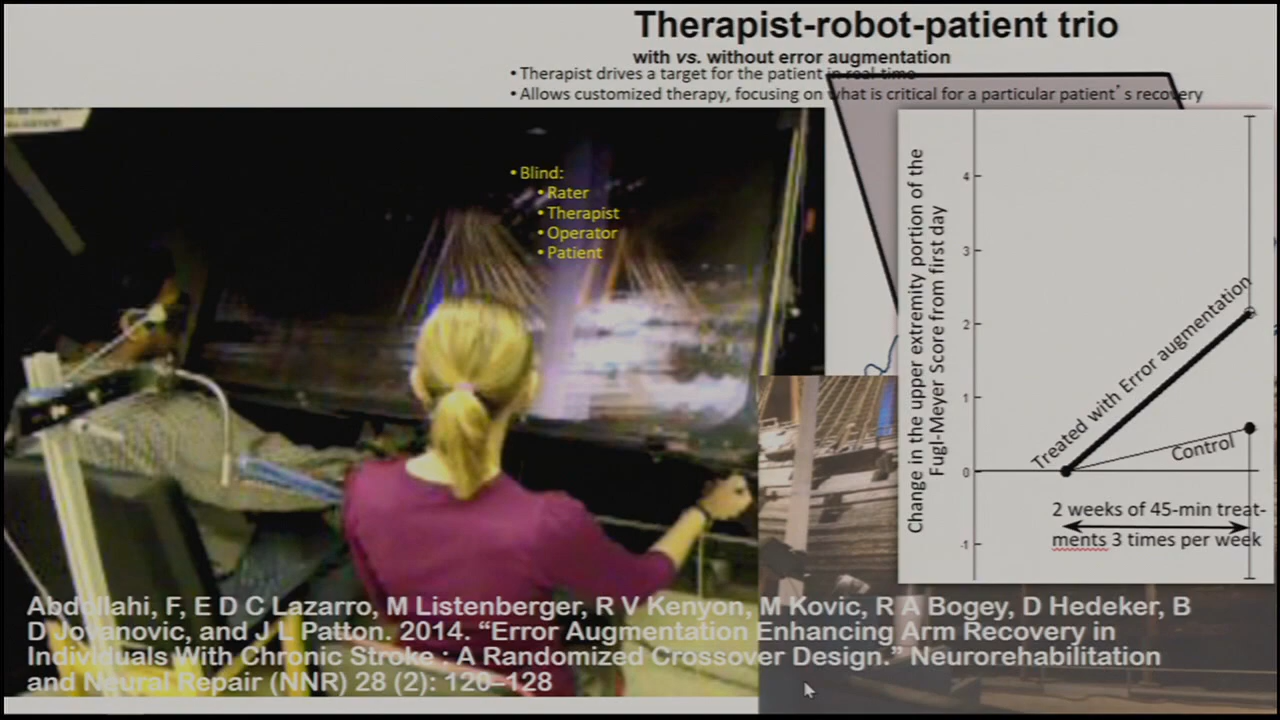 Therapist-robot-patient trio
with vs. without error augmentation
• Therapist drives a target for the patient in real time
• Allows customized therapy, focusing on what is critical for a particular patient's recovery
• Blind:
• Rater
• Therapist
• Operator
• Patient
Change in the upper extremity portion of the
Fugl-Meyer Score from first day
4
3
2
1
0
-1
Treated with Error augmentation
Control
2 weeks of 45-min treat-
ments 3 times per week
Abdollahi, F, E D C Lazarro, M Listenberger, R V Kenyon, M Kovic, R A Bogey, D Hedeker, B
D Jovanovic, and J L Patton. 2014. “Error Augmentation Enhancing Arm Recovery in
Individuals With Chronic Stroke : A Randomized Crossover Design.” Neurorehabilitation
and Neural Repair (NNR) 28 (2): 120–128